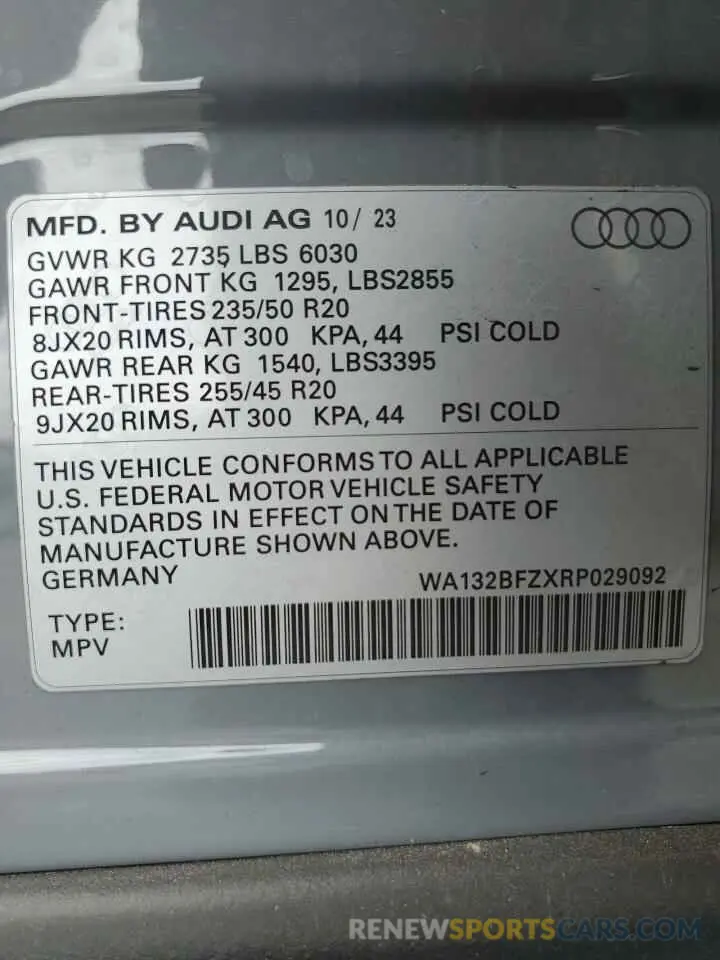 MFD. BY AUDI AG 10/ 23
GVWR KG 2735 LBS 6030
GAWR FRONT KG 1295, LBS2855
FRONT-TIRES 235/50 R20
8JX20 RIMS, AT 300 KPA, 44 PSI COLD
GAWR REAR KG 1540, LBS3395
REAR-TIRES 255/45 R20
9JX20 RIMS, AT 300 KPA, 44 PSI COLD
THIS VEHICLE CONFORMS TO ALL APPLICABLE
U.S. FEDERAL MOTOR VEHICLE SAFETY
STANDARDS IN EFFECT ON THE DATE OF
MANUFACTURE SHOWN ABOVE.
GERMANY WA132BFZXRP029092
TYPE:
MPV
RENEWSPORTSCARS.COM